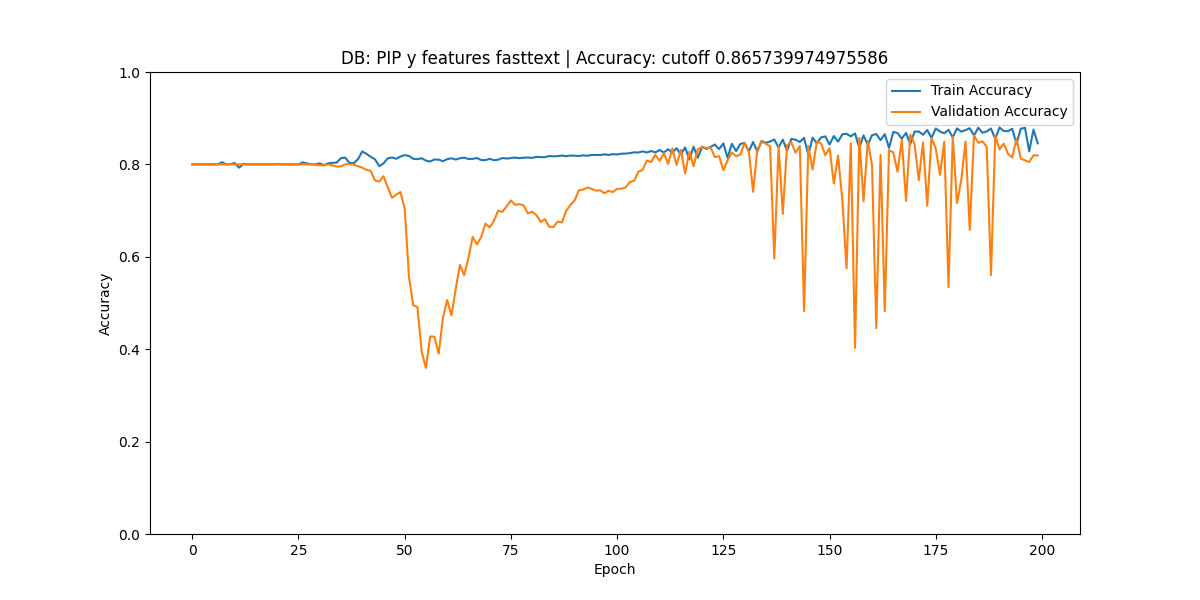 DB: PIP y features fasttext | Accuracy: cutoff 0.865739974975586
Train Accuracy
Validation Accuracy
Accuracy
1.0
0.8
0.6
0.4
0.2
0.0
0 25 50 75 100 125 150 175 200
Epoch